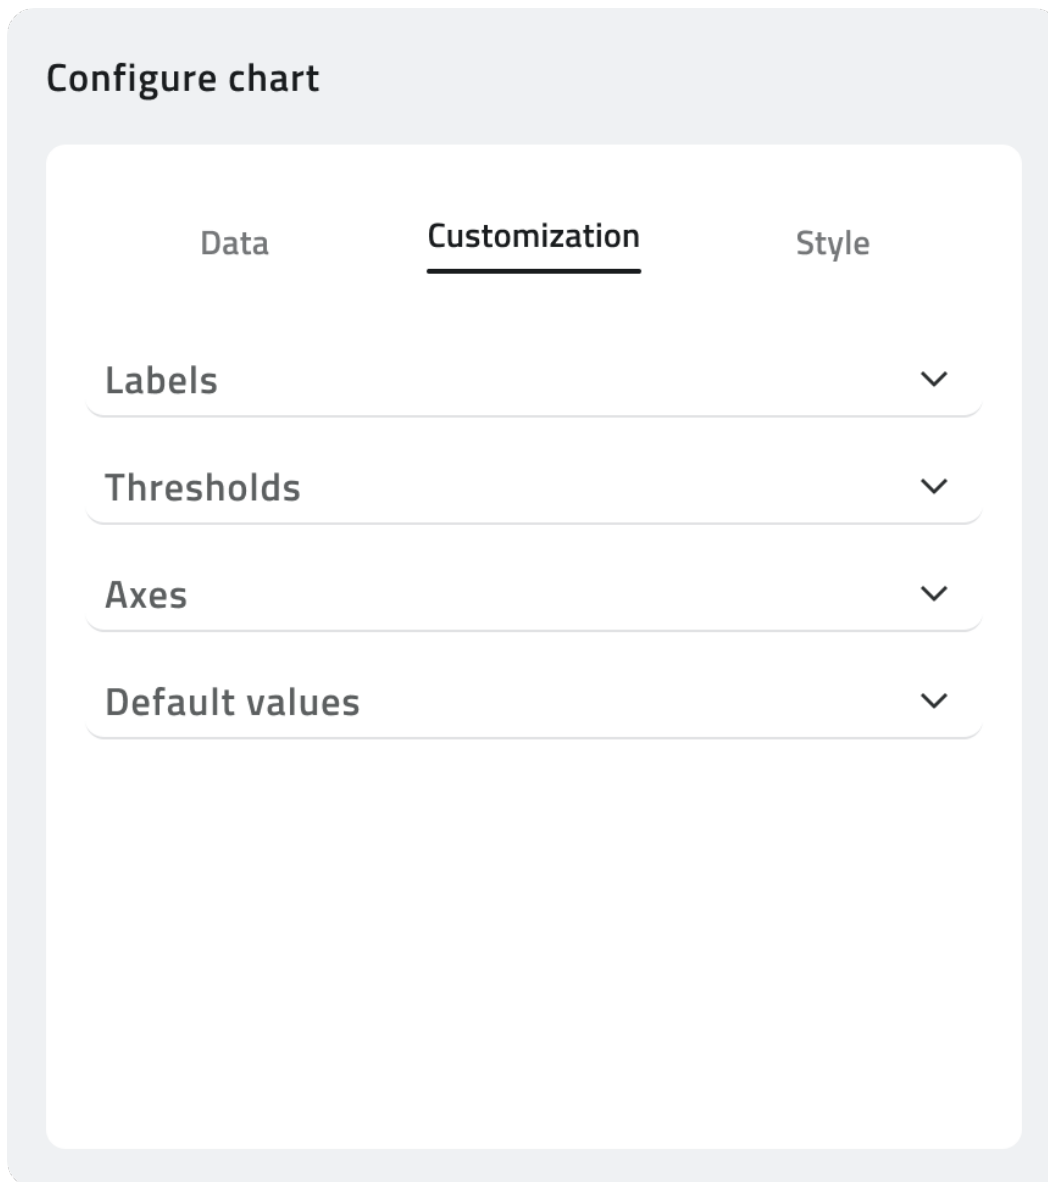 Configure chart
Data Customization Style
Labels
Thresholds
Axes
Default values